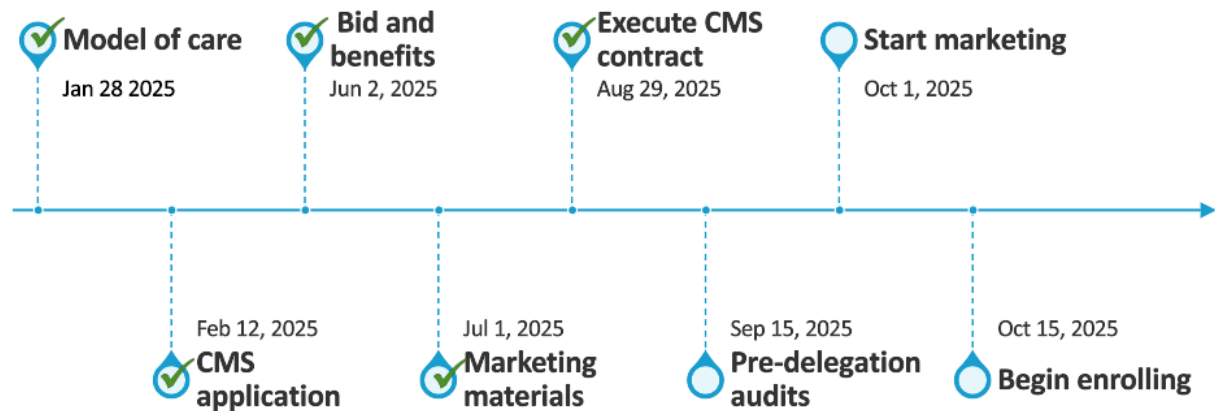 Model of care
Jan 28 2025
Bid and
benefits
Jun 2, 2025
Execute CMS
contract
Aug 29, 2025
Start marketing
Oct 1, 2025
Feb 12, 2025
CMS
application
Jul 1, 2025
Marketing
materials
Sep 15, 2025
Pre-delegation
audits
Oct 15, 2025
Begin enrolling